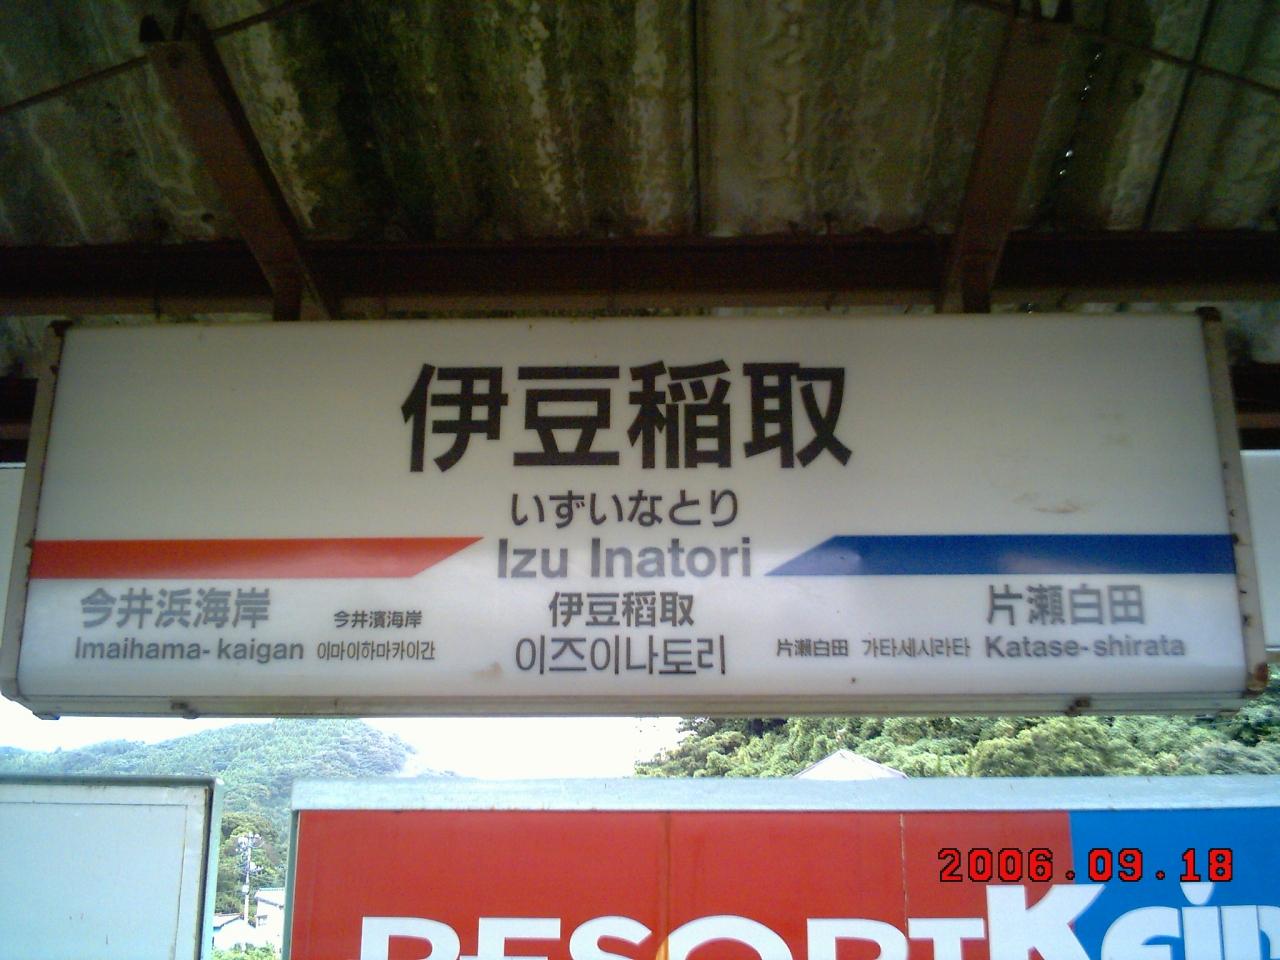 伊豆稲取
いずいなとり
Izu Inatori
伊豆稻取
이즈이나토리
今井浜海岸 今井濱海岸
Imaihama-kaigan 이마이하마카이간
片瀬白田
片瀨白田 가타세시라타 Katase-shirata
2006.09.18
RESORT